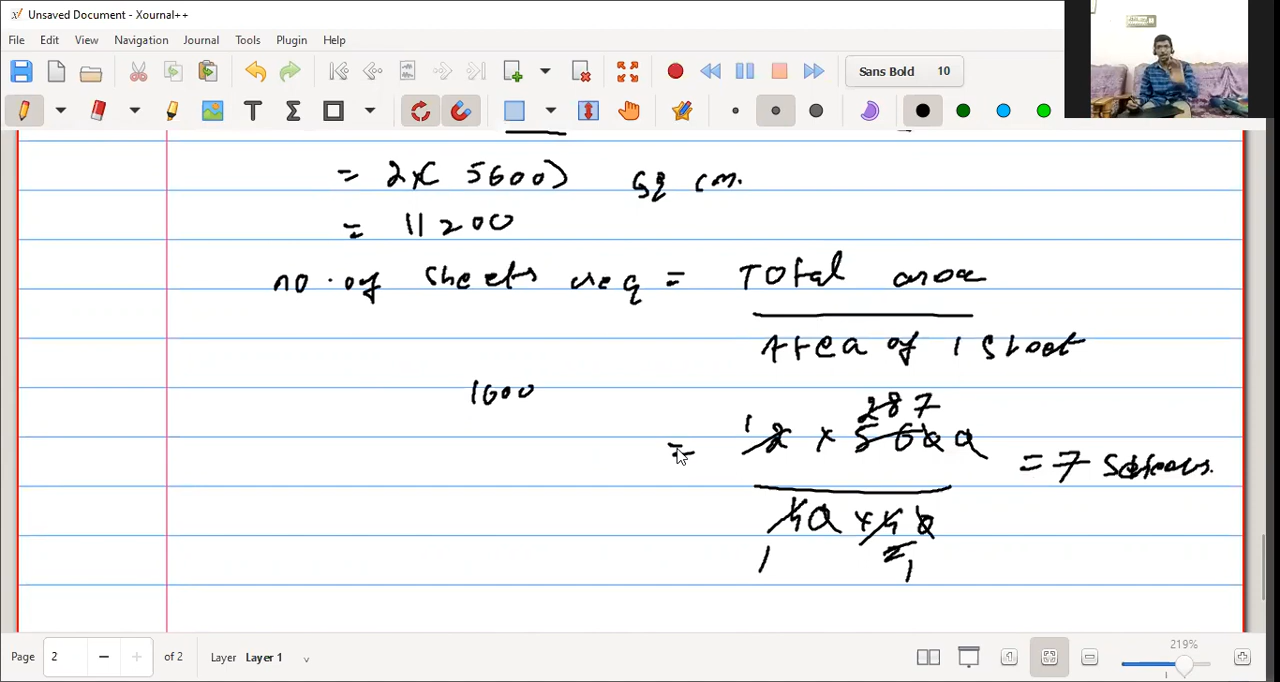 Unsaved Document - Xournal++
File Edit View Navigation Journal Tools Plugin Help
Sans Bold 10
= 2x( 5600) sq cm.
= 11200
no. of sheets req = Total area
Area of 1 sheet
1600
287
1 2 x 5600
= = 7
40 x 40
1 2
1
Page 2 of 2 Layer Layer 1 219%